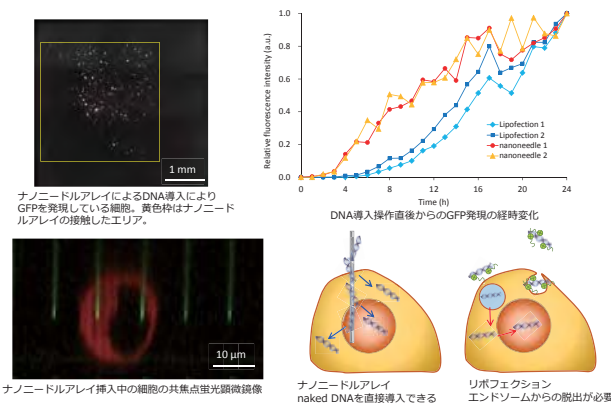 1 mm
ナノニードルアレイによるDNA導入により
GFPを発現している細胞。黄色枠はナノニード
ルアレイの接触したエリア。
Relative fluorescence intensity (a.u.)
1.0
0.8
0.6
0.4
0.2
0.0
0
4
8
12
16
20
24
Time (h)
Lipofection 1
Lipofection 2
nanoneedle 1
nanoneedle 2
DNA導入操作直後からのGFP発現の経時変化
10 μm
ナノニードルアレイ挿入中の細胞の共焦点蛍光顕微鏡像
ナノニードルアレイ
naked DNAを直接導入できる
リポフェクション
エンドソームからの脱出が必要